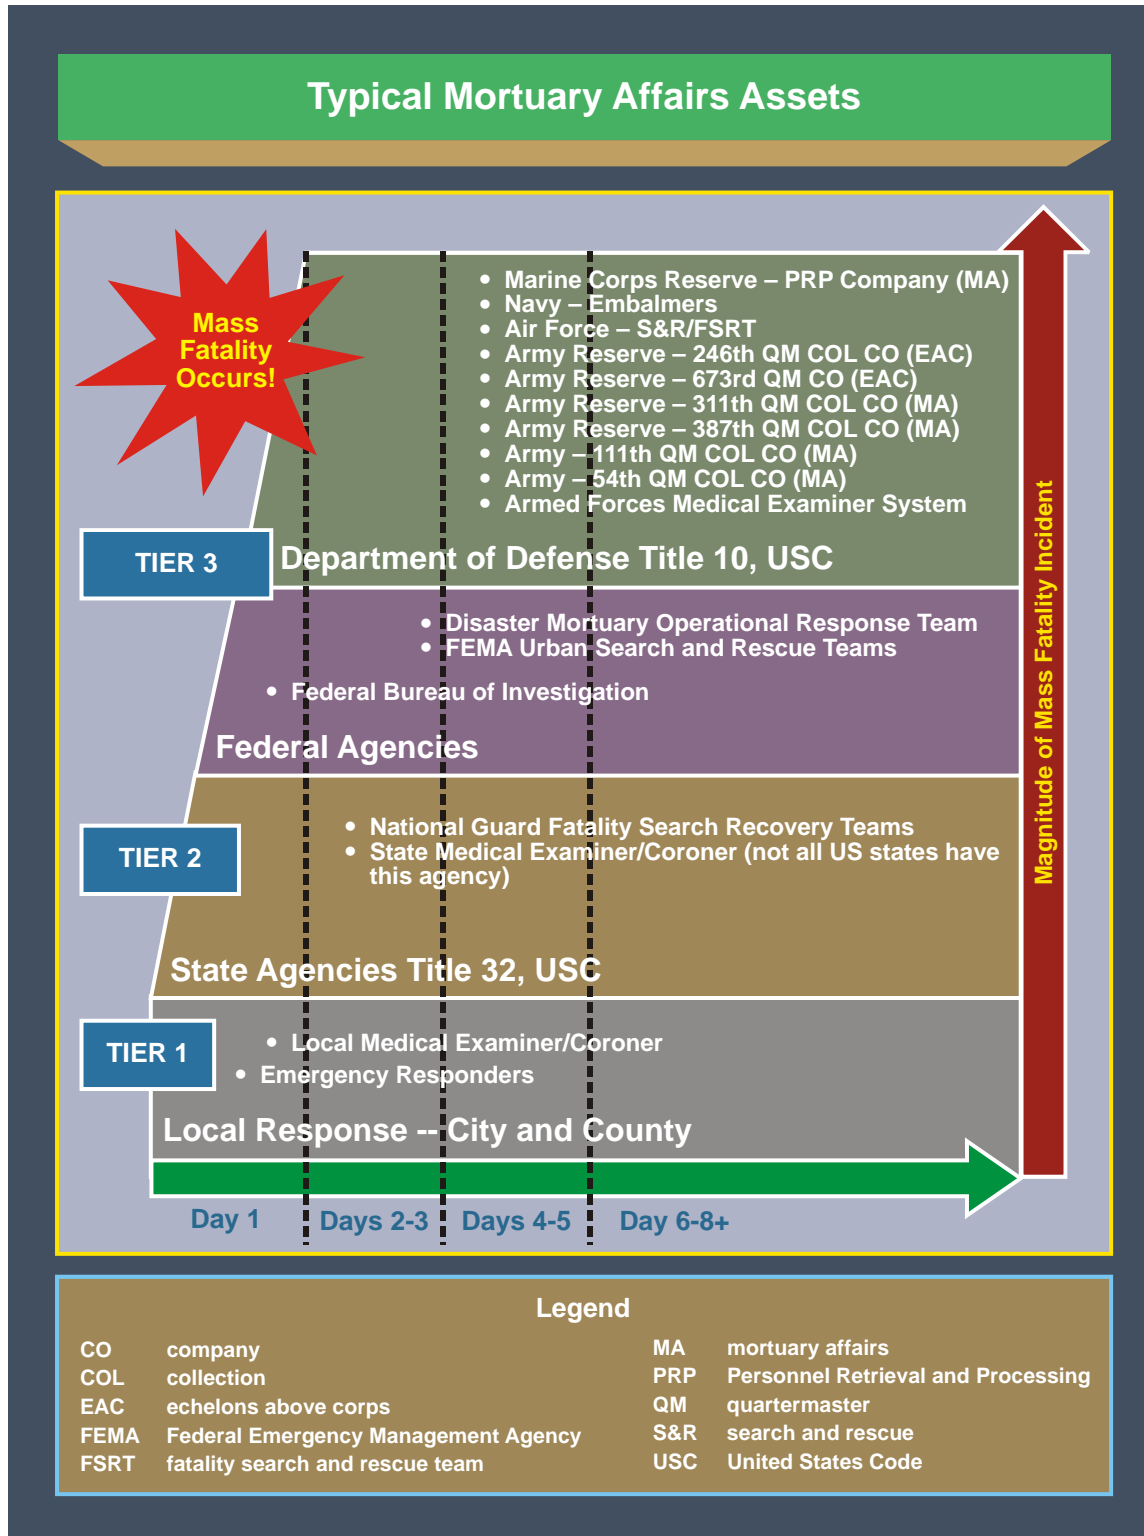 Typical Mortuary Affairs Assets
Mass
Fatality
Occurs!
• Marine Corps Reserve – PRP Company (MA)
• Navy – Embalmers
• Air Force – S&R/FSRT
• Army Reserve – 246th QM COL CO (EAC)
• Army Reserve – 673rd QM CO (EAC)
• Army Reserve – 311th QM COL CO (MA)
• Army Reserve – 387th QM COL CO (MA)
• Army – 111th QM COL CO (MA)
• Army – 54th QM COL CO (MA)
• Armed Forces Medical Examiner System
TIER 3
Department of Defense Title 10, USC
• Disaster Mortuary Operational Response Team
• FEMA Urban Search and Rescue Teams
• Federal Bureau of Investigation
Federal Agencies
• National Guard Fatality Search Recovery Teams
TIER 2
• State Medical Examiner/Coroner (not all US states have
this agency)
State Agencies Title 32, USC
TIER 1
• Local Medical Examiner/Coroner
• Emergency Responders
Local Response -- City and County
Magnitude of Mass Fatality Incident
Day 1
Days 2-3
Days 4-5
Day 6-8+
Legend
CO company
COL collection
EAC echelons above corps
FEMA Federal Emergency Management Agency
FSRT fatality search and rescue team
MA mortuary affairs
PRP Personnel Retrieval and Processing
QM quartermaster
S&R search and rescue
USC United States Code